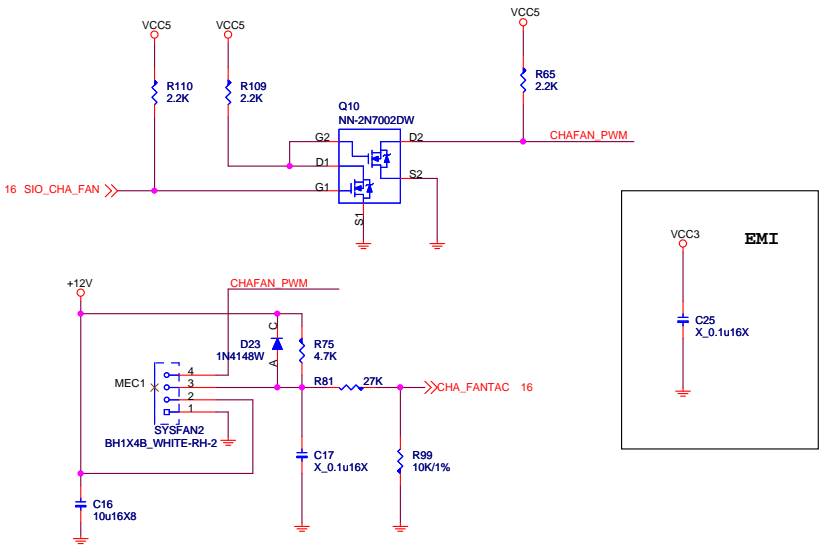 VCC5
VCC5
VCC5
R110
2.2K
R109
2.2K
R65
2.2K
Q10
NN-2N7002DW
G2
D2
CHAFAN_PWM
D1
S2
16 SIO_CHA_FAN
G1
S1
VCC3
EMI
C25
X_0.1u16X
+12V
CHAFAN_PWM
C
D23
1N4148W
A
R75
4.7K
MEC1
4
3
2
1
R81
27K
CHA_FANTAC 16
SYSFAN2
BH1X4B_WHITE-RH-2
C17
X_0.1u16X
R99
10K/1%
C16
10u16X8